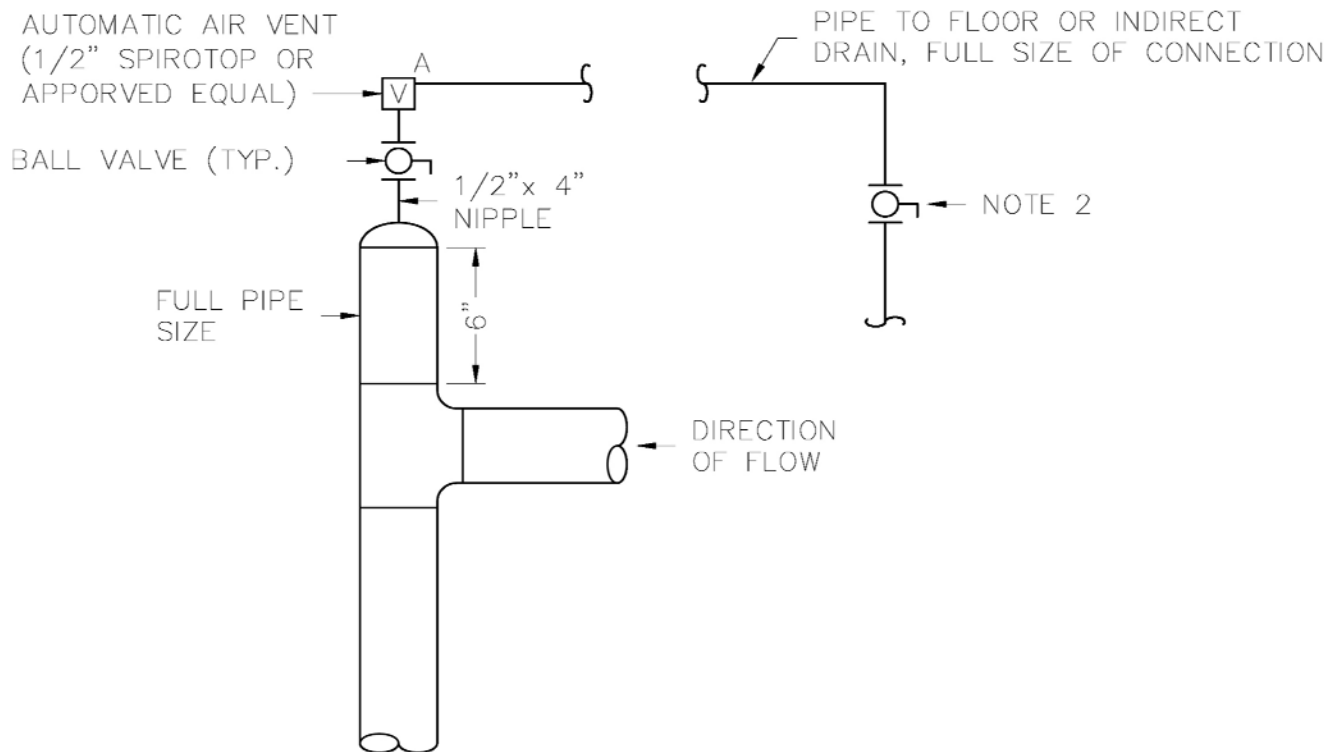 AUTOMATIC AIR VENT
(1/2" SPIROTOP OR
APPORVED EQUAL)
A
V
PIPE TO FLOOR OR INDIRECT
DRAIN, FULL SIZE OF CONNECTION
BALL VALVE (TYP.)
1/2"x 4"
NIPPLE
NOTE 2
FULL PIPE
SIZE
6"
DIRECTION
OF FLOW